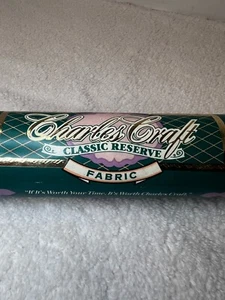 Charles Craft
CLASSIC RESERVE
FABRIC
"If It's Worth Your Time, It's Worth Charles Craft."